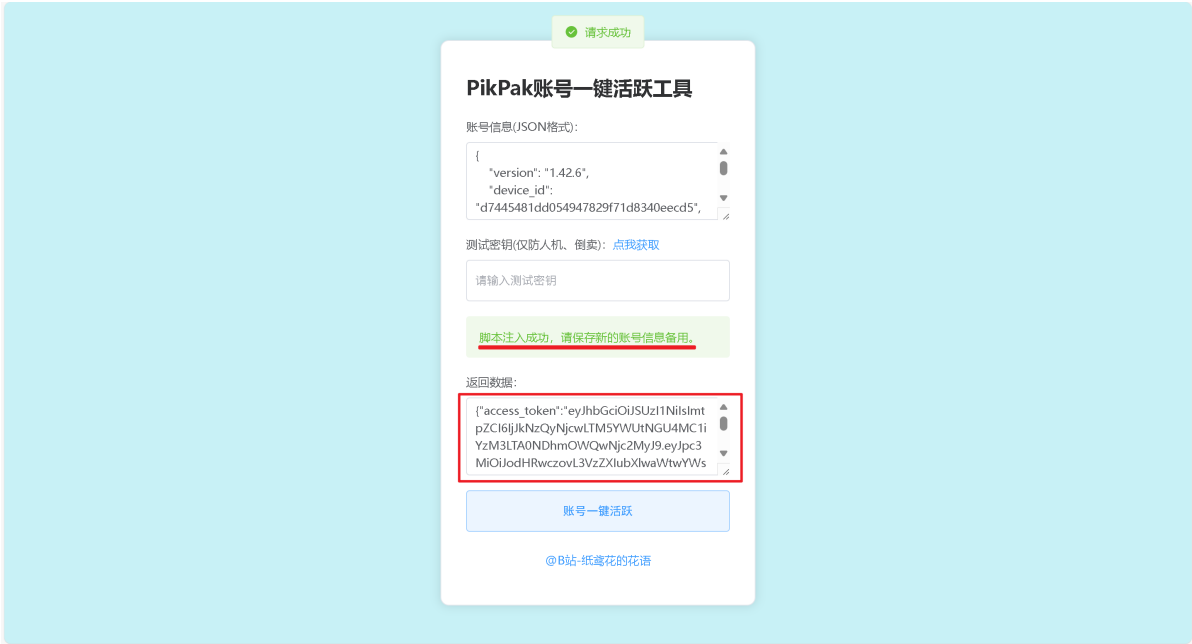 请求成功
PikPak账号一键活跃工具
账号信息(JSON格式):
{
"version": "1.42.6",
"device_id":
"d7445481dd054947829f71d8340eecd5",
测试密钥(仅防人机、倒卖): 点我获取
请输入测试密钥
脚本注入成功，请保存新的账号信息备用。
返回数据:
{"access_token":"eyJhbGciOiJSUzI1NiIsImt
pZCI6IjJkNzQyNjcwLTM5YWUtNGU4MC1i
YzM3LTA0NDhmOWQwNjc2MyJ9.eyJpc3
MiOiJodHRwczovL3VzZXIubXlwaWtwYWs
账号一键活跃
@B站-纸鸢花的花语